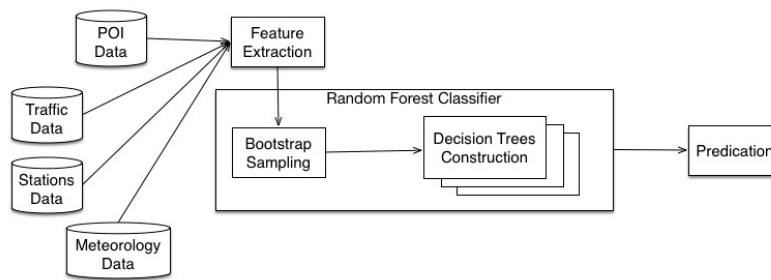 POI
Data
Feature
Extraction
Traffic
Data
Stations
Data
Meteorology
Data
Random Forest Classifier
Bootstrap
Sampling
Decision Trees
Construction
Predication